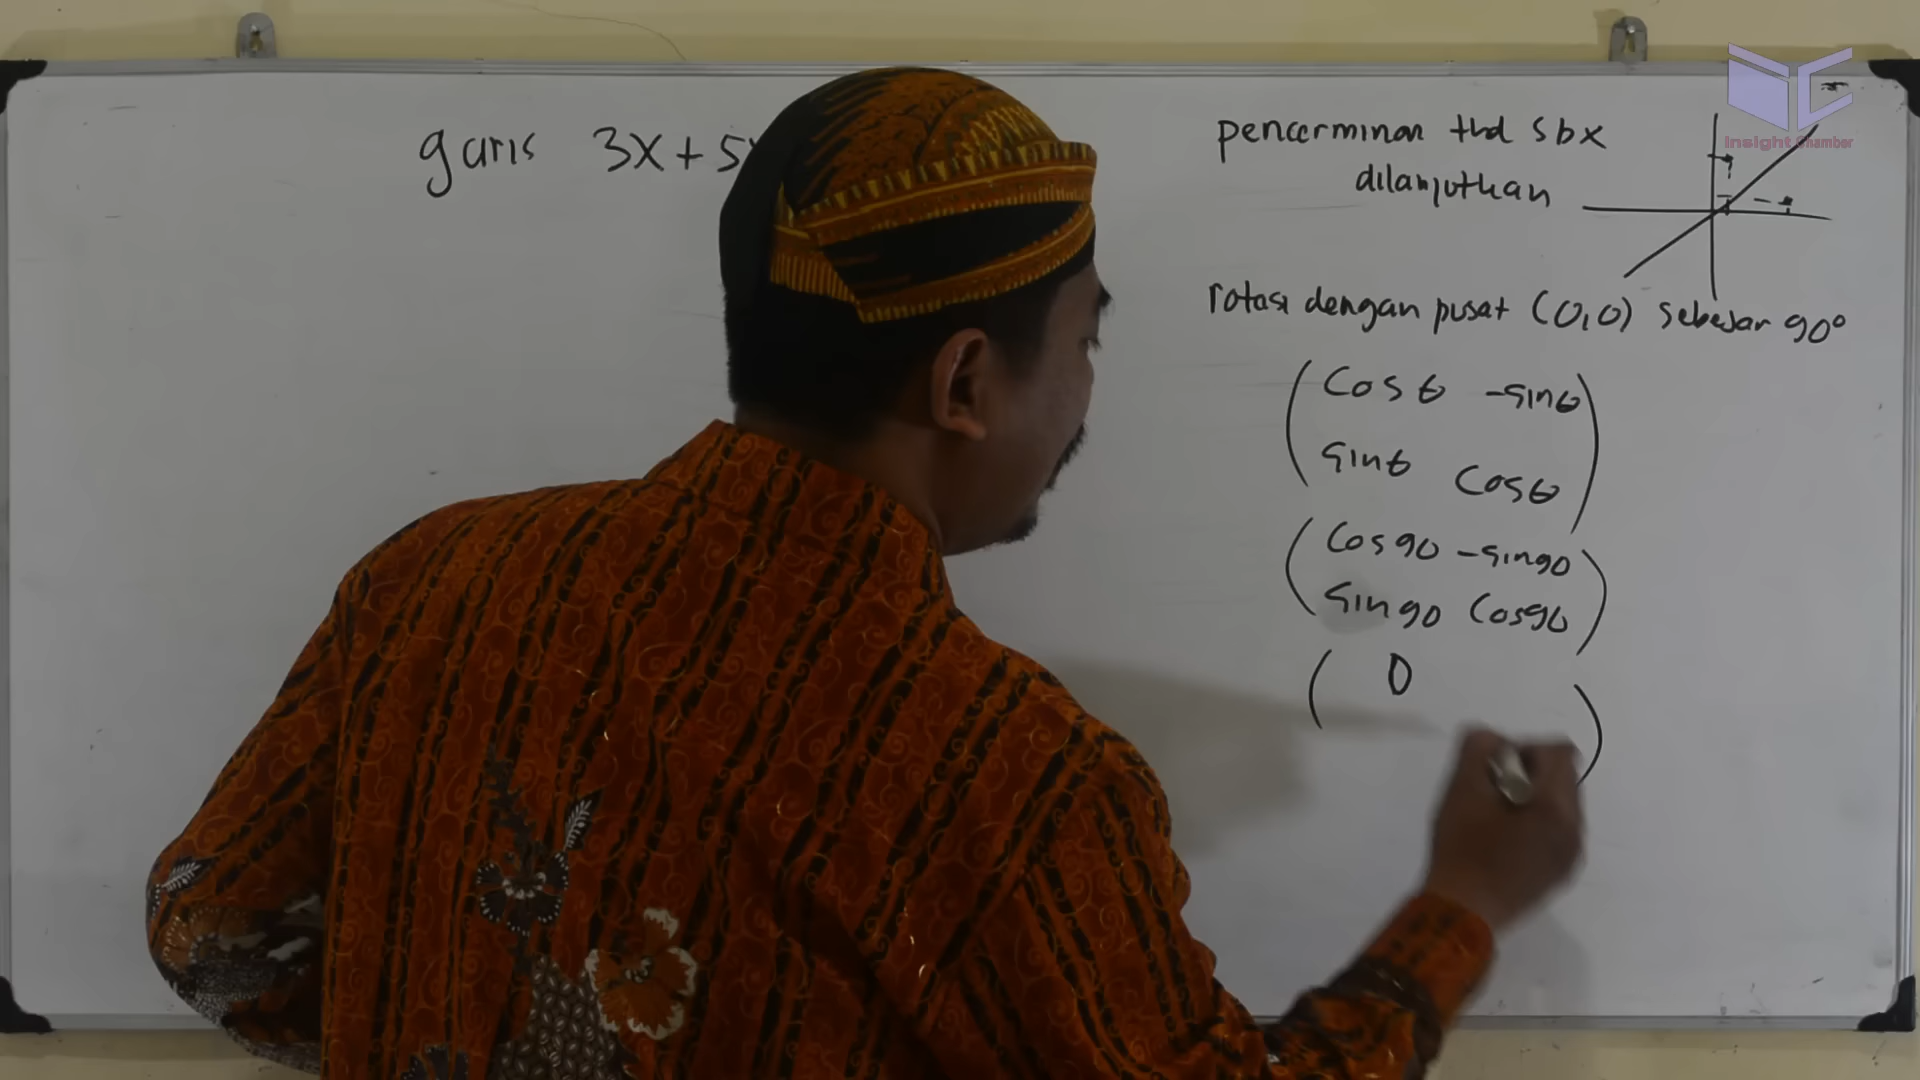 garis 3x + 5
pencerminan thd sbx
dilanjutkan
rotasi dengan pusat (0,0) sebesar 90°
( cos θ -sin θ
sin θ cos θ )
( cos 90 -sin 90
sin 90 cos 90 )
( 0 )
Insight Chamber